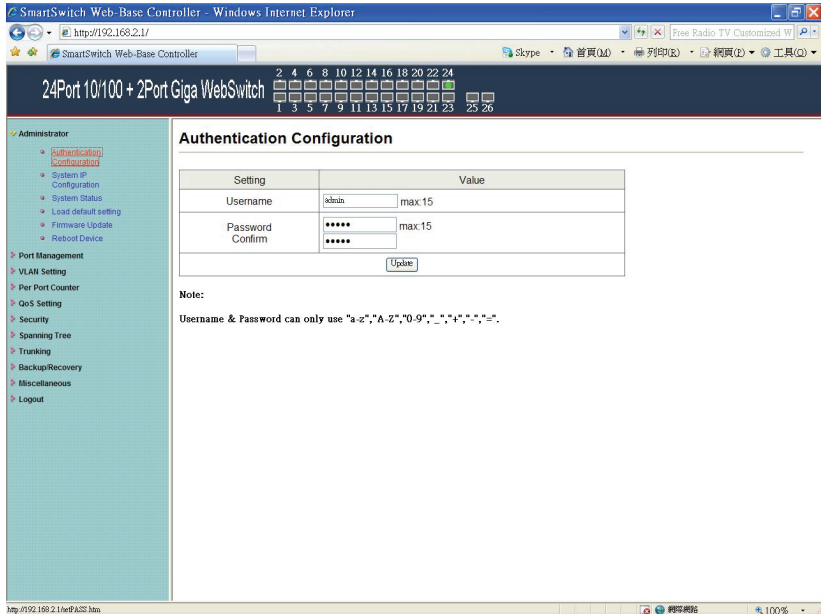 SmartSwitch Web-Base Controller - Windows Internet Explorer
http://192.168.2.1/
Free Radio TV Customized W
SmartSwitch Web-Base Controller
Skype 首頁(M) 列印(R) 網頁(P) 工具(O)
24Port 10/100 + 2Port Giga WebSwitch
2 4 6 8 10 12 14 16 18 20 22 24
1 3 5 7 9 11 13 15 17 19 21 23 25 26
Administrator
Authentication
Configuration
System IP
Configuration
System Status
Load default setting
Firmware Update
Reboot Device
Port Management
VLAN Setting
Per Port Counter
QoS Setting
Security
Spanning Tree
Trunking
Backup/Recovery
Miscellaneous
Logout
Authentication Configuration
Setting Value
Username admin max:15
Password ••••• max:15
Confirm •••••
Update
Note:
Username & Password can only use "a-z","A-Z","0-9","_","+","-","=".
http://192.168.2.1/setPASS.htm
網際網路
100%